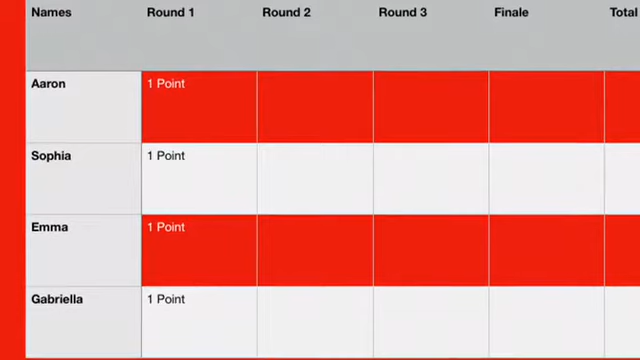 Names Round 1 Round 2 Round 3 Finale Total
Aaron 1 Point
Sophia 1 Point
Emma 1 Point
Gabriella 1 Point